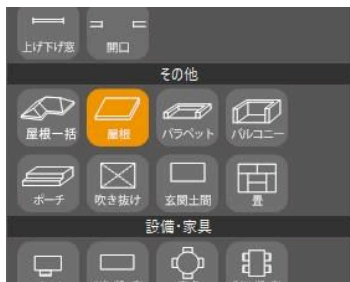 上げ下げ窓 開口
その他
屋根一括 屋根 パラペット バルコニー
ポーチ 吹き抜け 玄関土間 畳
設備・家具